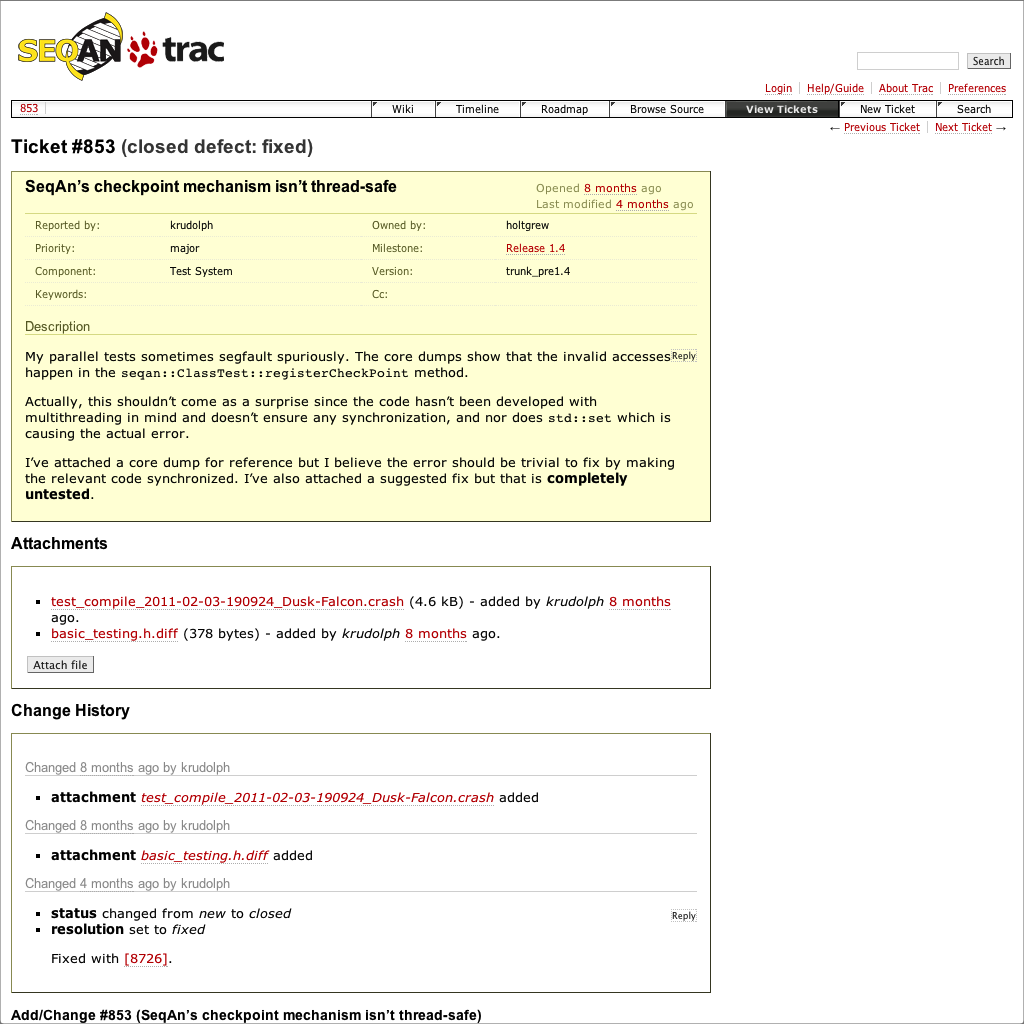 SEQAN trac
Search
Login Help/Guide About Trac Preferences
853 Wiki Timeline Roadmap Browse Source View Tickets New Ticket Search
← Previous Ticket Next Ticket →
Ticket #853 (closed defect: fixed)
SeqAn’s checkpoint mechanism isn’t thread-safe
Opened 8 months ago
Last modified 4 months ago
Reported by: krudolph Owned by: holtgrew
Priority: major Milestone: Release 1.4
Component: Test System Version: trunk_pre1.4
Keywords: Cc:
Description
My parallel tests sometimes segfault spuriously. The core dumps show that the invalid accesses Reply
happen in the seqan::ClassTest::registerCheckPoint method.
Actually, this shouldn’t come as a surprise since the code hasn’t been developed with
multithreading in mind and doesn’t ensure any synchronization, and nor does std::set which is
causing the actual error.
I’ve attached a core dump for reference but I believe the error should be trivial to fix by making
the relevant code synchronized. I’ve also attached a suggested fix but that is completely
untested.
Attachments
test_compile_2011-02-03-190924_Dusk-Falcon.crash (4.6 kB) - added by krudolph 8 months
ago.
basic_testing.h.diff (378 bytes) - added by krudolph 8 months ago.
Attach file
Change History
Changed 8 months ago by krudolph
attachment test_compile_2011-02-03-190924_Dusk-Falcon.crash added
Changed 8 months ago by krudolph
attachment basic_testing.h.diff added
Changed 4 months ago by krudolph
status changed from new to closed Reply
resolution set to fixed
Fixed with [8726].
Add/Change #853 (SeqAn’s checkpoint mechanism isn’t thread-safe)